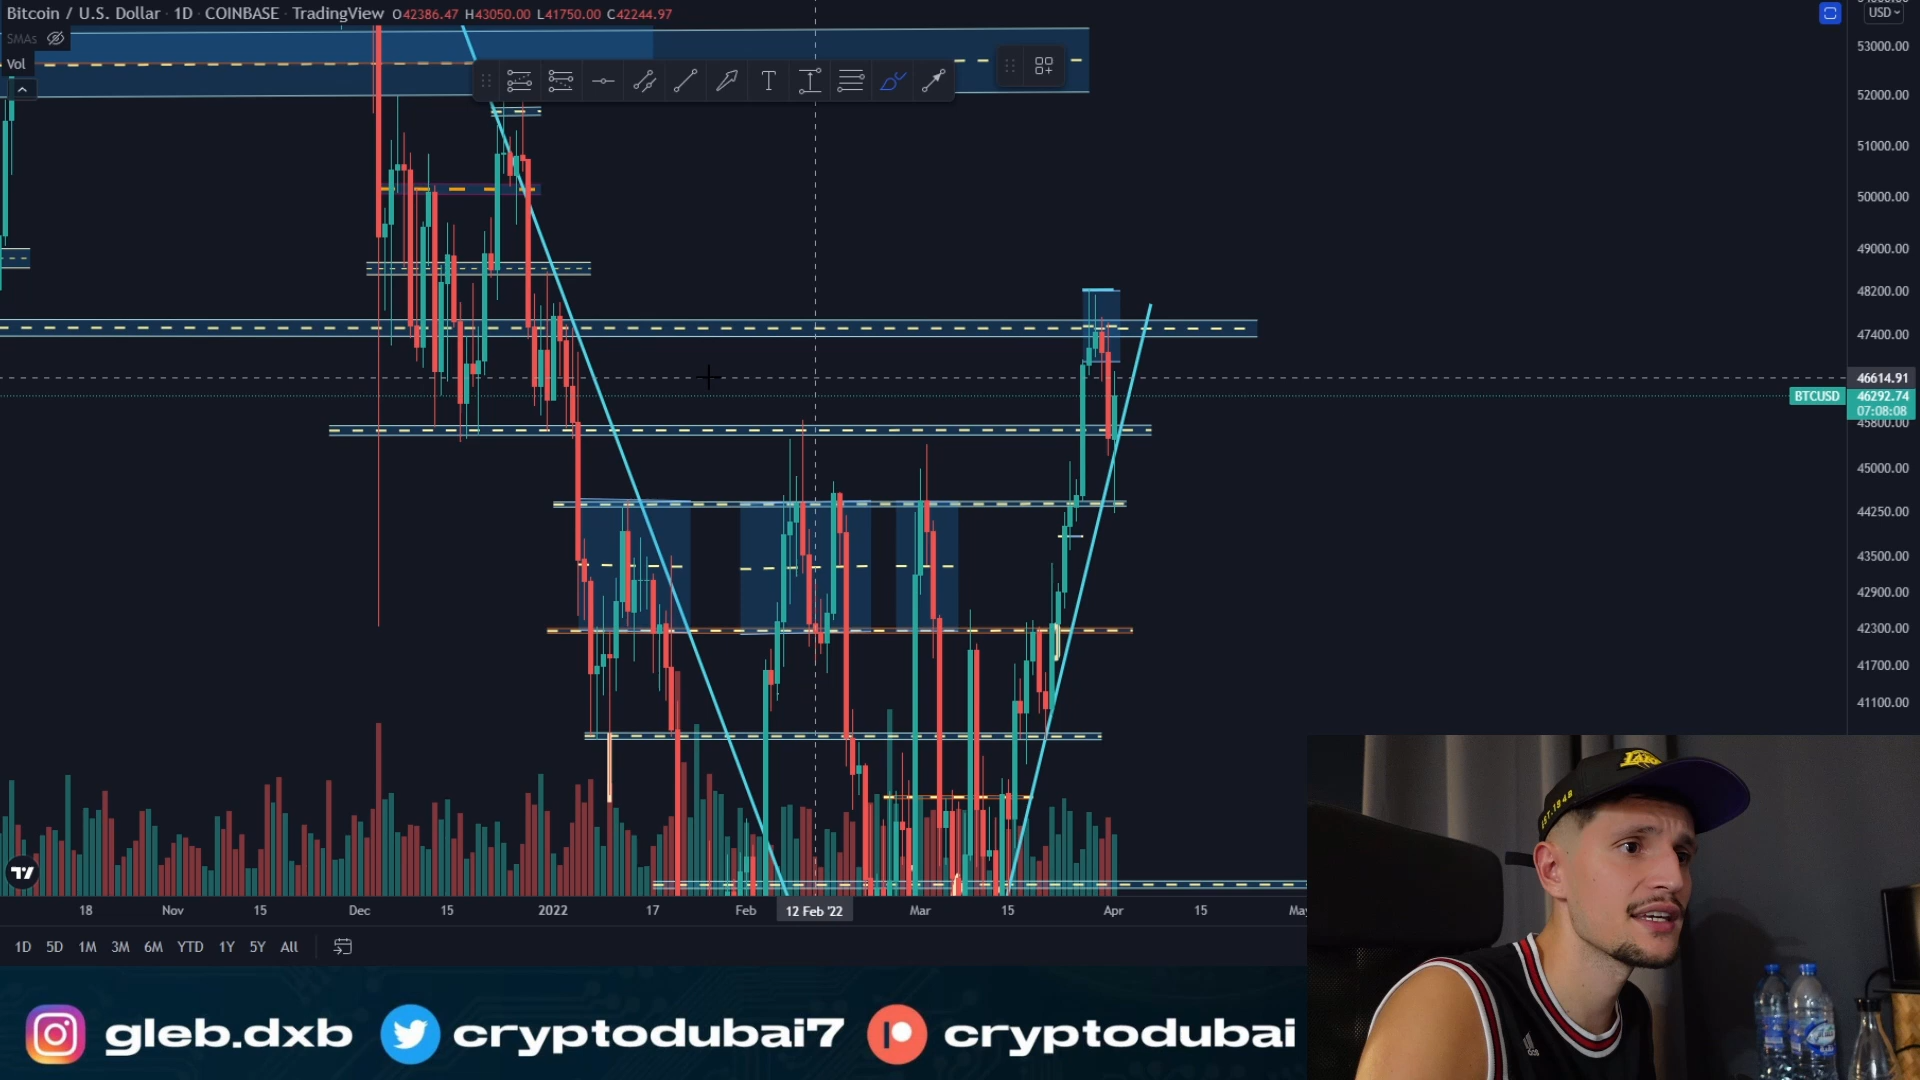 Bitcoin / U.S. Dollar · 1D · COINBASE · TradingView O42386.47 H43050.00 L41750.00 C42244.97
SMAs
Vol
USD
53000.00
52000.00
51000.00
50000.00
49000.00
48200.00
47400.00
46614.91
BTCUSD 46292.74
07:08:08
45800.00
45000.00
44250.00
43500.00
42900.00
42300.00
41700.00
41100.00
18 Nov 15 Dec 15 2022 17 Feb 12 Feb '22 Mar 15 Apr 15
1D 5D 1M 3M 6M YTD 1Y 5Y All
gleb.dxb cryptodubai7 cryptodubai
EST. 1948